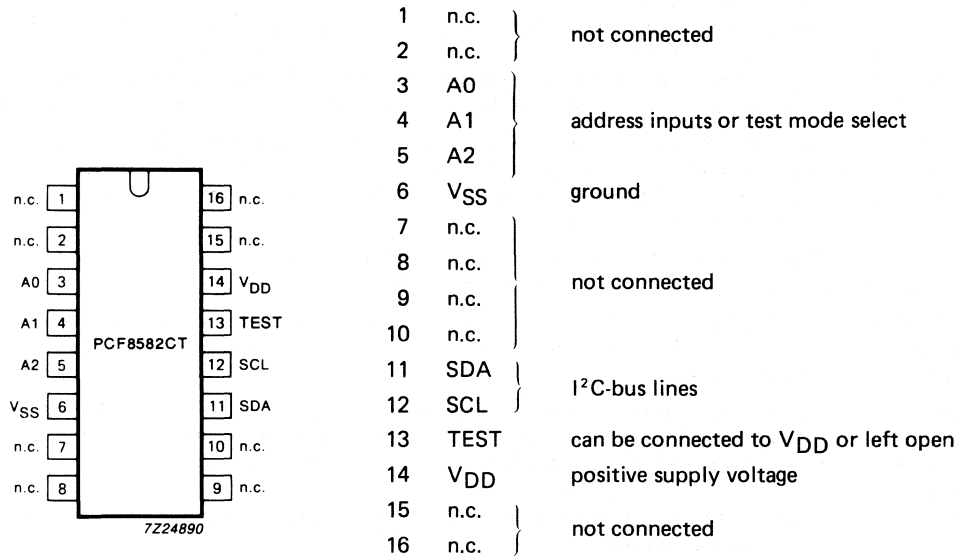 1 n.c.
2 n.c.
not connected
3 A0
4 A1
5 A2
address inputs or test mode select
6 VSS ground
7 n.c.
8 n.c.
9 n.c.
10 n.c.
not connected
11 SDA
12 SCL
I²C-bus lines
13 TEST can be connected to VDD or left open
14 VDD positive supply voltage
15 n.c.
16 n.c.
not connected
n.c. 1 16 n.c.
n.c. 2 15 n.c.
A0 3 14 VDD
A1 4 13 TEST
PCF8582CT
A2 5 12 SCL
VSS 6 11 SDA
n.c. 7 10 n.c.
n.c. 8 9 n.c.
7Z24890